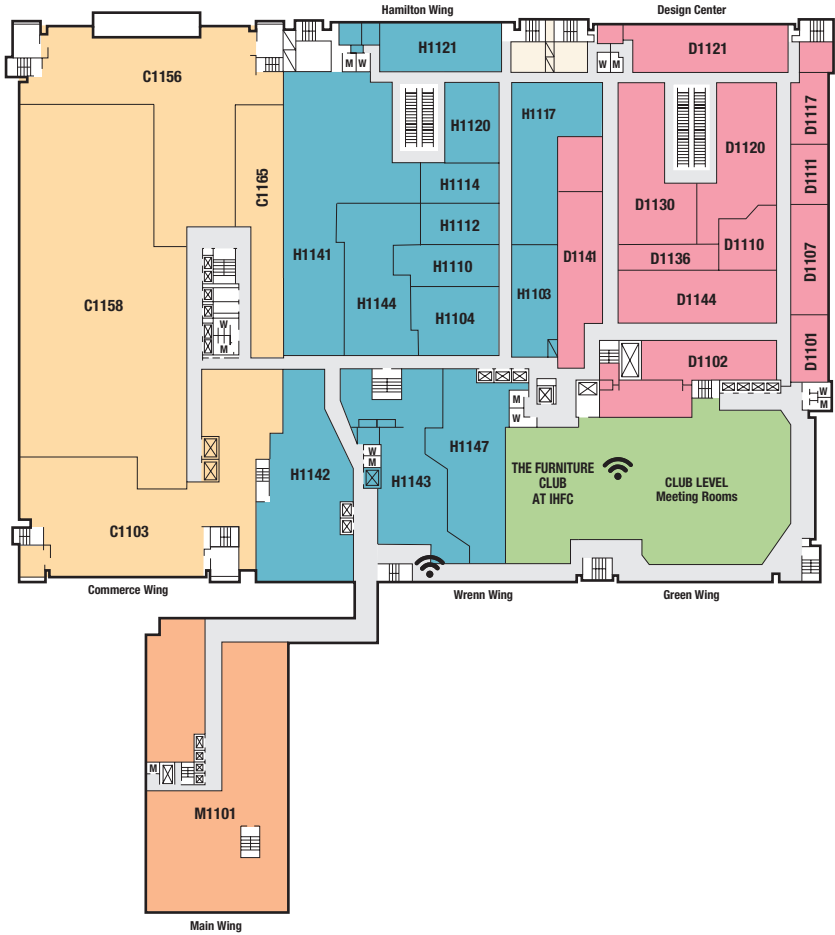 Hamilton Wing
Design Center
H1121
D1121
M W
W M
C1156
H1120
H1117
D1120
D1117
D1111
C1165
H1114
H1112
D1130
D1110
D1107
H1141
H1110
D1141
D1136
C1158
H1144
H1104
H1103
D1144
W
M
D1101
D1102
M
W
W
M
H1147
W
M
H1142
H1143
THE FURNITURE
CLUB
AT IHFC
CLUB LEVEL
Meeting Rooms
C1103
Commerce Wing
Wrenn Wing
Green Wing
M
M1101
Main Wing